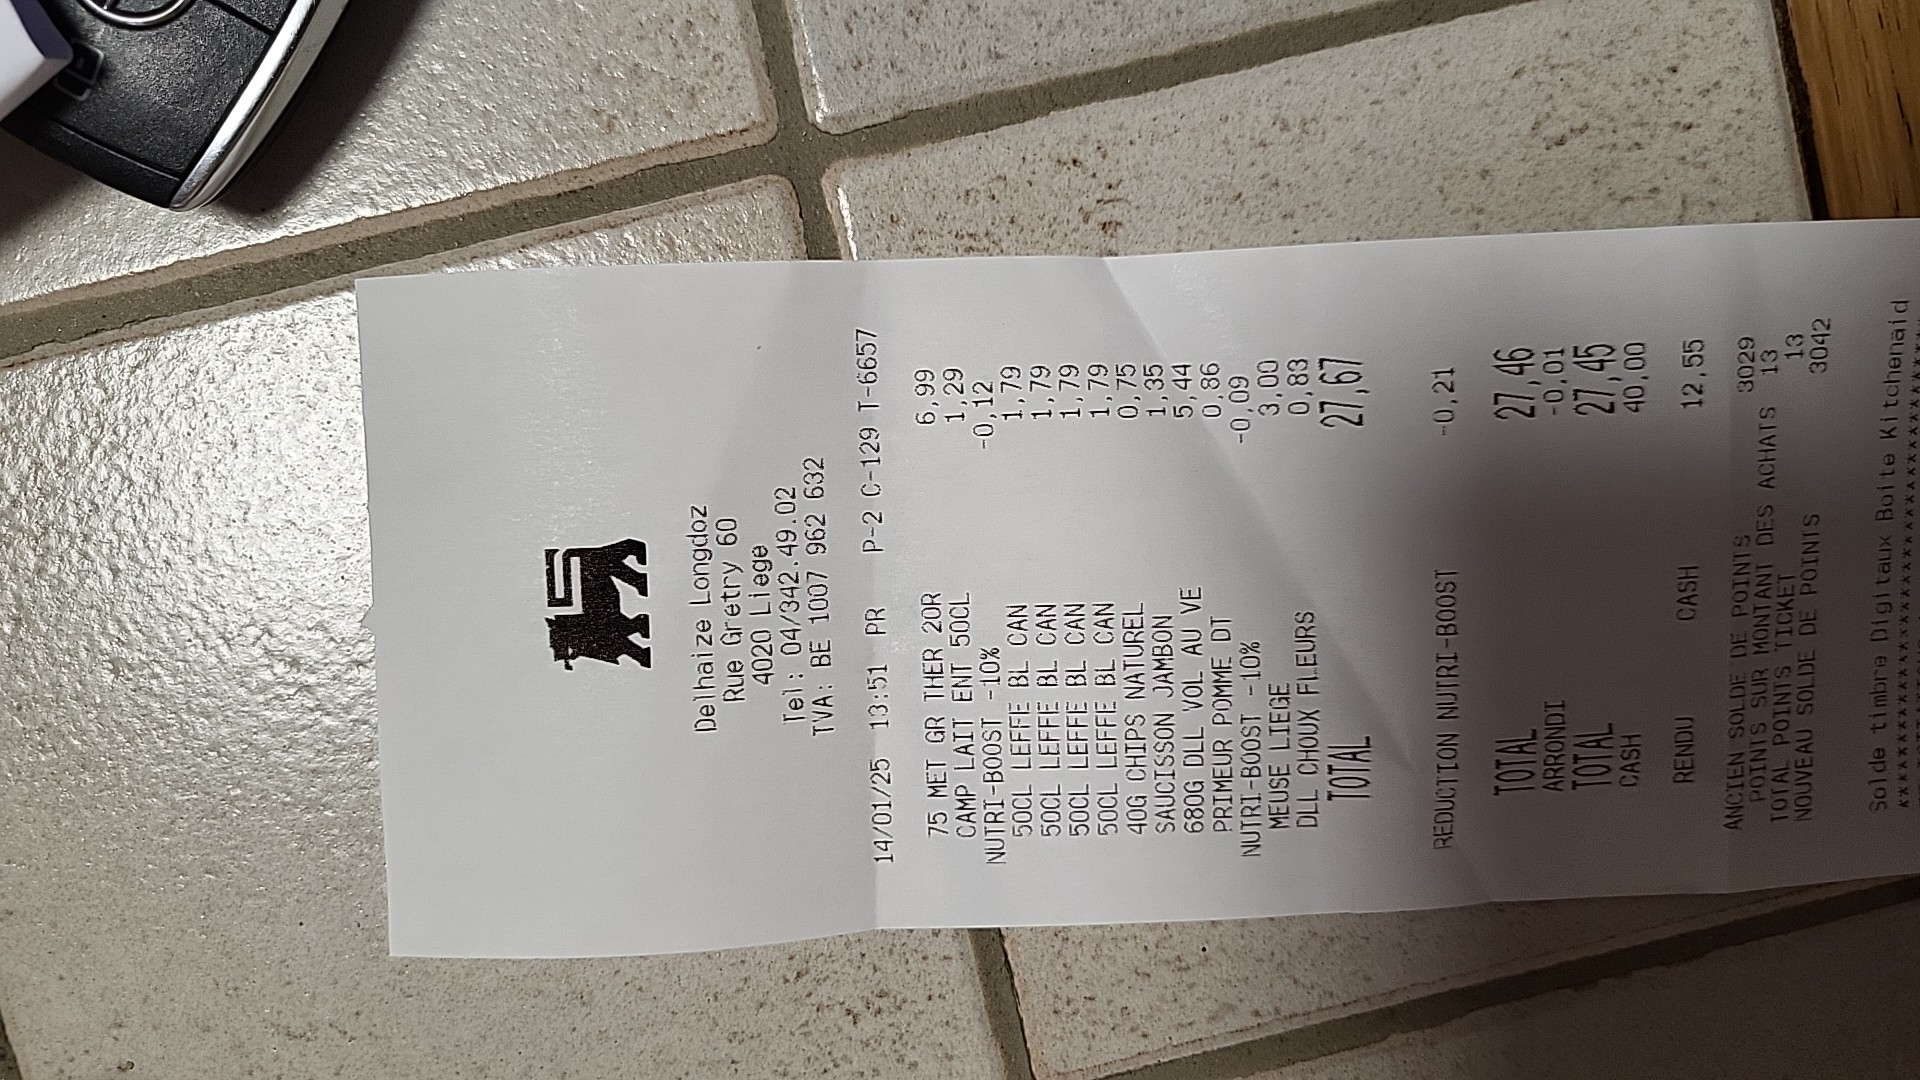 Delhaize Longdoz
Rue Gretry 60
4020 Liege
Tel: 04/342.49.02
TVA: BE 1007 962 632
14/01/25 13:51 PR P-2 C-129 T-6657
75 MET GR THER 20R 6,99
CAMP LAIT ENT 50CL 1,29
NUTRI-BOOST -10% -0,12
50CL LEFFE BL CAN 1,79
50CL LEFFE BL CAN 1,79
50CL LEFFE BL CAN 1,79
50CL LEFFE BL CAN 1,79
40G CHIPS NATUREL 0,75
SAUCISSON JAMBON 1,35
680G DLL VOL AU VE 5,44
PRIMEUR POMME DT 0,86
NUTRI-BOOST -10% -0,09
MEUSE LIEGE 3,00
DLL CHOUX FLEURS 0,83
TOTAL 27,67
REDUCTION NUTRI-BOOST -0,21
TOTAL 27,46
ARRONDI -0,01
TOTAL 27,45
CASH 40,00
RENDU CASH 12,55
ANCIEN SOLDE DE POINTS 3029
POINTS SUR MONTANT DES ACHATS 13
TOTAL POINTS TICKET 13
NOUVEAU SOLDE DE POINTS 3042
Solde timbre Digitaux Boite Kitchenaid